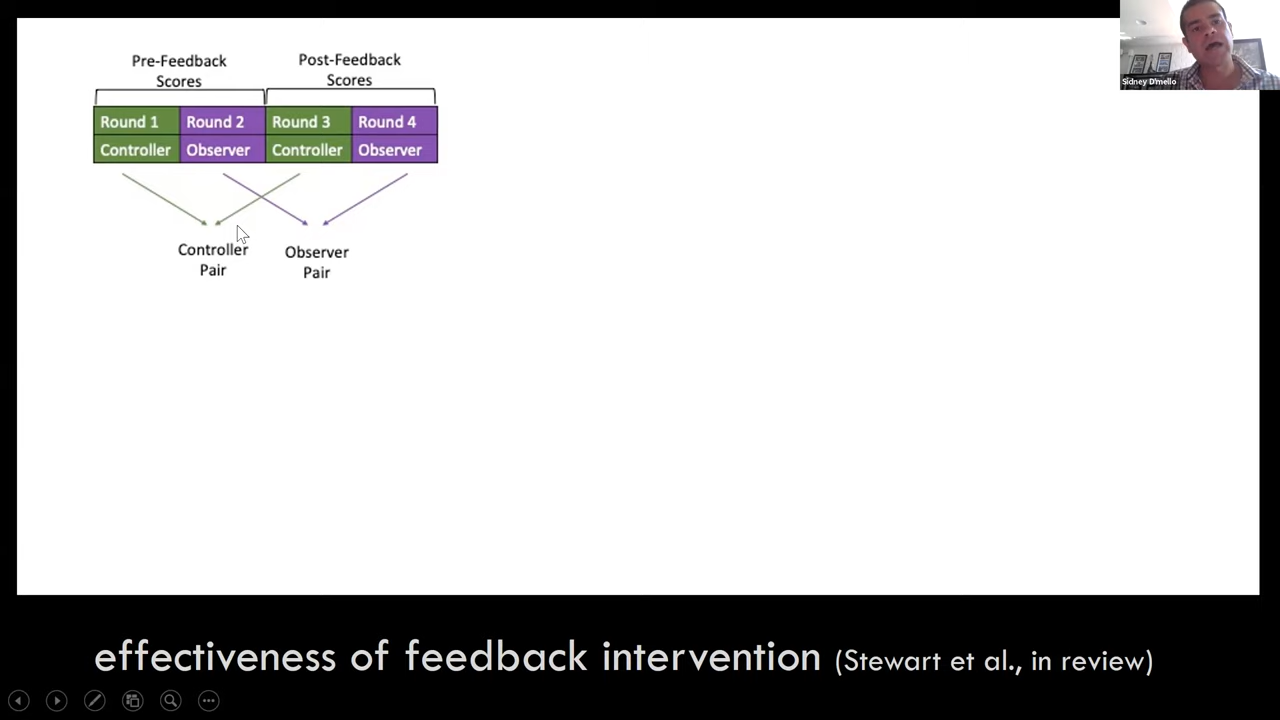 Pre-Feedback
Scores
Post-Feedback
Scores
Round 1
Round 2
Round 3
Round 4
Controller
Observer
Controller
Observer
Controller
Pair
Observer
Pair
Sidney D'mello
effectiveness of feedback intervention (Stewart et al., in review)